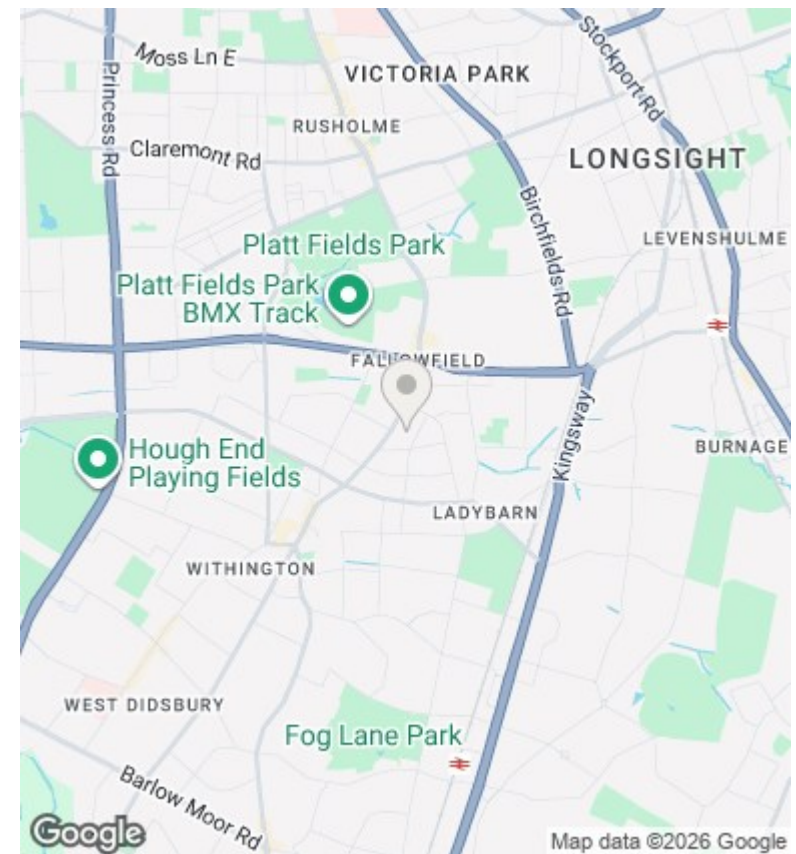 Moss Ln E
Princess Rd
VICTORIA PARK
Stockport Rd
RUSHOLME
Claremont Rd
LONGSIGHT
Birchfields Rd
Platt Fields Park
LEVENSHULME
Platt Fields Park
BMX Track
FALLOWFIELD
Kingsway
Hough End
Playing Fields
BURNAGE
LADYBARN
WITHINGTON
WEST DIDSBURY
Fog Lane Park
Barlow Moor Rd
Google
Map data ©2026 Google